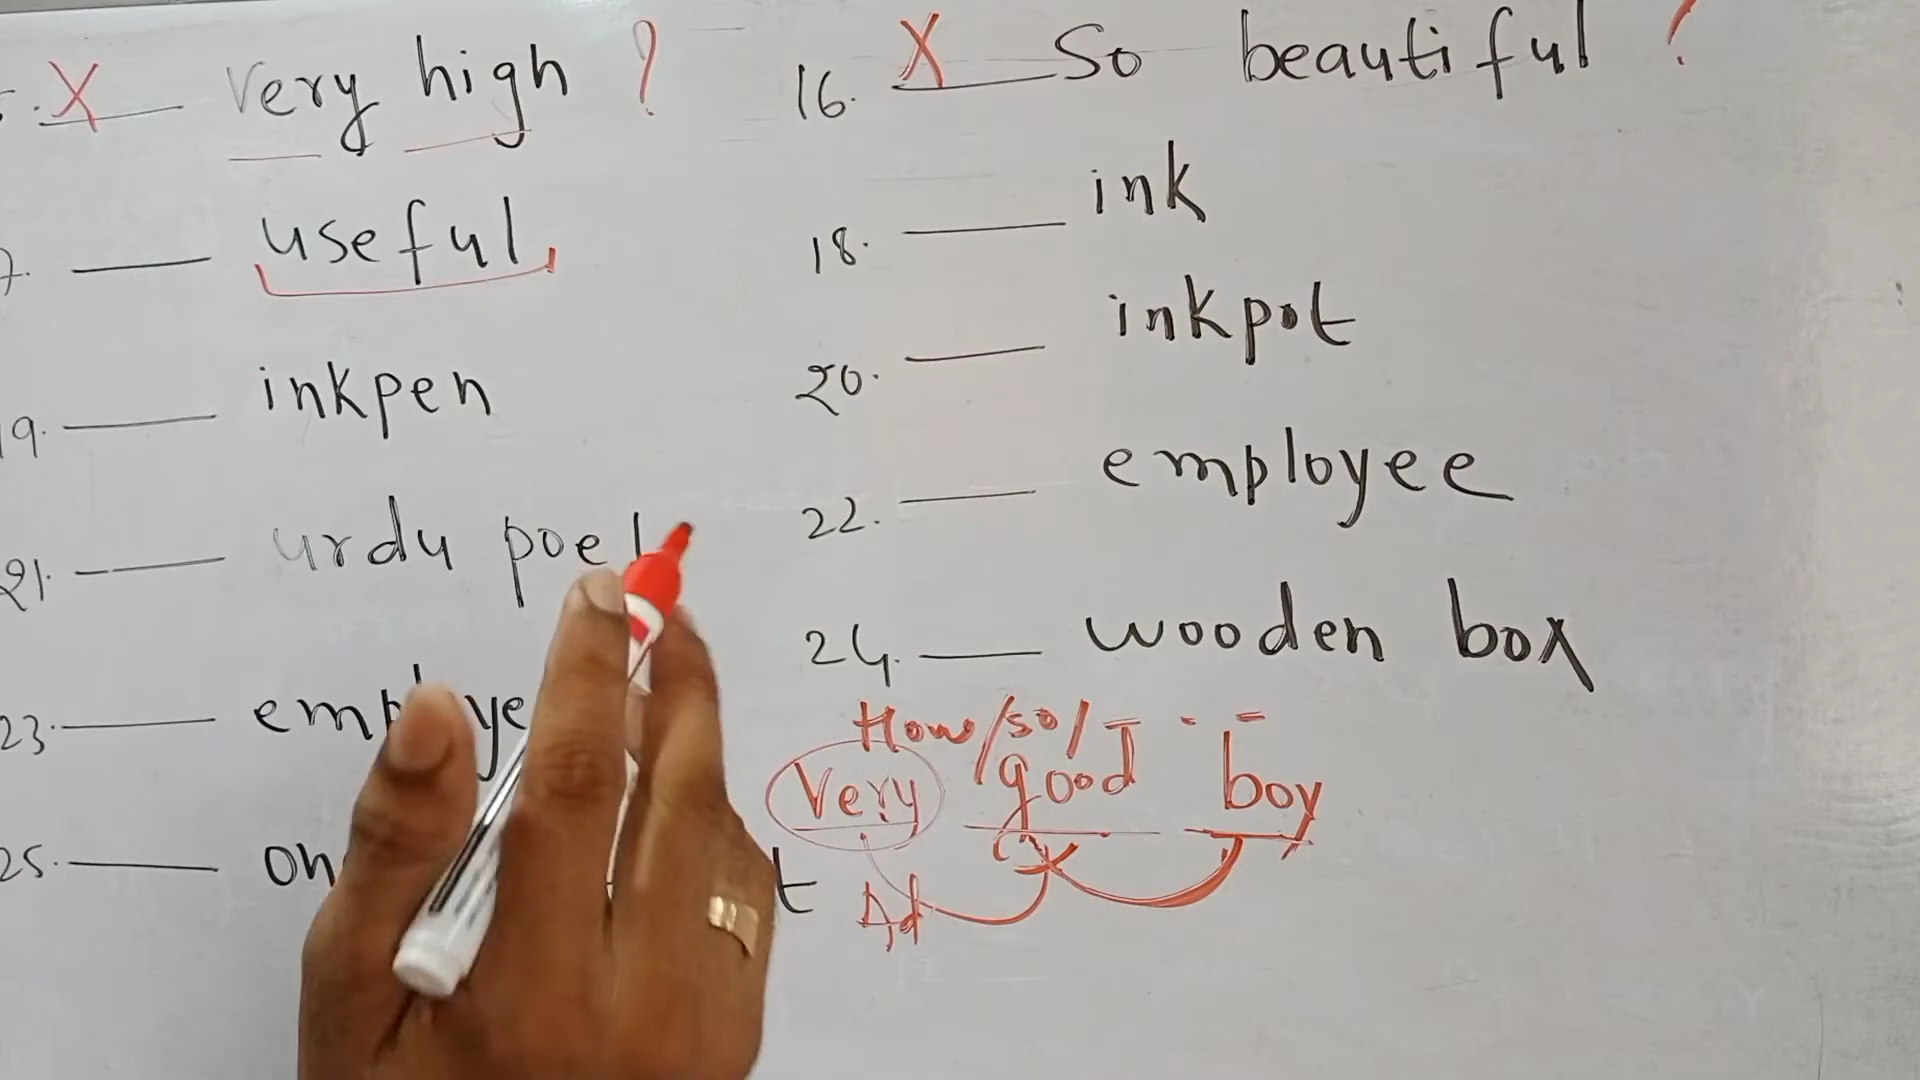 X very high ?
16. X So beautiful ?
17. useful
18. ink
19. inkpen
20. inkpot
21. urdu poet
22. employee
23.
24. wooden box
How/so/
Very good boy
25.
Ad